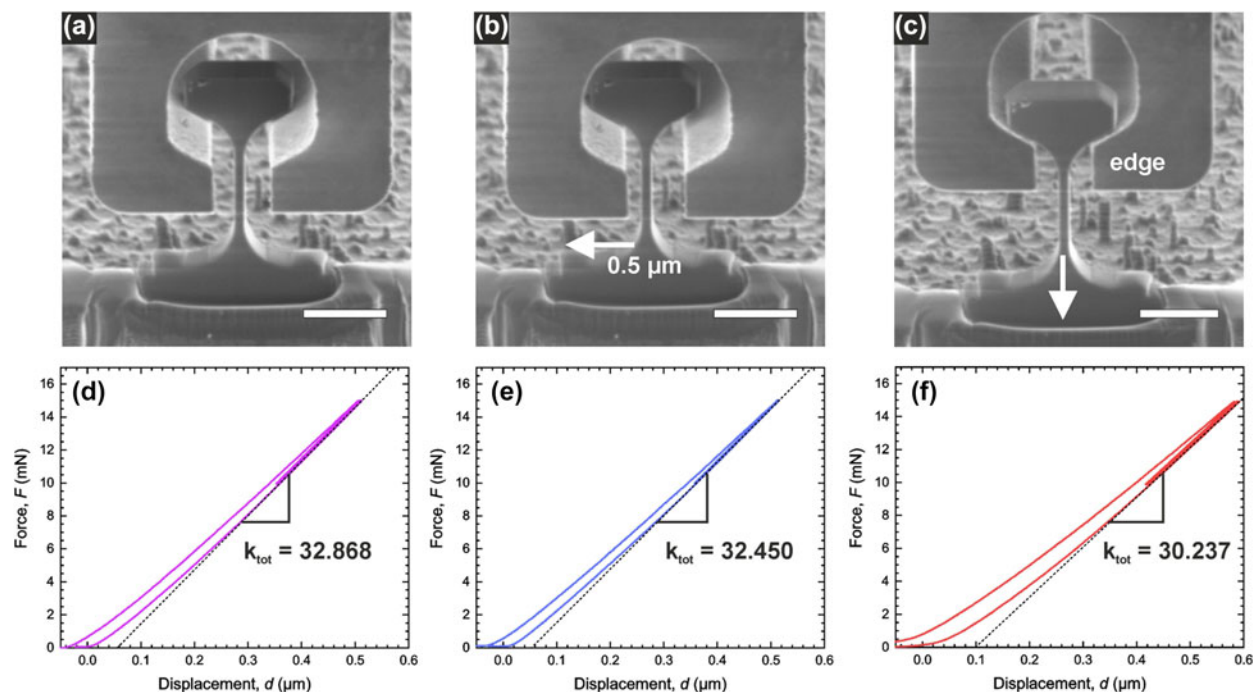 (a)
(b)
(c)
0.5 μm
edge
(d)
16
14
12
10
8
6
4
2
0
Force, F (mN)
k_tot = 32.868
0.0 0.1 0.2 0.3 0.4 0.5 0.6
Displacement, d (μm)
(e)
16
14
12
10
8
6
4
2
0
Force, F (mN)
k_tot = 32.450
0.0 0.1 0.2 0.3 0.4 0.5 0.6
Displacement, d (μm)
(f)
16
14
12
10
8
6
4
2
0
Force, F (mN)
k_tot = 30.237
0.0 0.1 0.2 0.3 0.4 0.5 0.6
Displacement, d (μm)